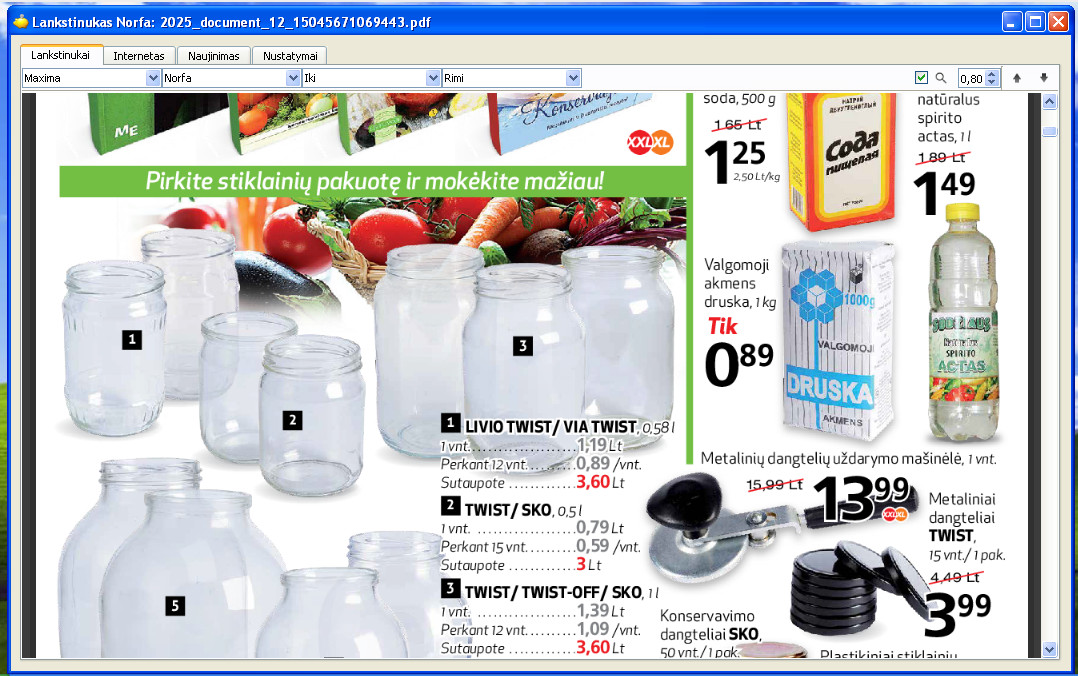 Lankstinukas Norfa: 2025_document_12_15045671069443.pdf
Lankstinukai
Internetas
Naujinimas
Nustatymai
Maxima
Norfa
Iki
Rimi
0,80
ME
Konservuo
XXL XL
Pirkite stiklainių pakuotę ir mokėkite mažiau!
1
2
3
5
1 LIVIO TWIST/ VIA TWIST, 0,58 l
1 vnt. 1,19 Lt
Perkant 12 vnt. 0,89 /vnt.
Sutaupote 3,60 Lt
2 TWIST/ SKO, 0,5 l
1 vnt. 0,79 Lt
Perkant 15 vnt. 0,59 /vnt.
Sutaupote 3 Lt
3 TWIST/ TWIST-OFF/ SKO, 1 l
1 vnt. 1,39 Lt
Perkant 12 vnt. 1,09 /vnt.
Sutaupote 3,60 Lt
soda, 500 g
1 65 Lt
1 25
2,50 Lt/kg
Сода
пищевая
natūralus
spirito
actas, 1 l
1 89 Lt
1 49
Valgomoji
akmens
druska, 1 kg
Tik
0 89
1000g
VALGOMOJI
DRUSKA
AKMENS
SPIRITO
ACTAS
Metalinių dangtelių uždarymo mašinėlė, 1 vnt.
15,99 Lt
13 99
XXL XL
Metaliniai
dangteliai
TWIST,
15 vnt./ 1 pak.
4,49 Lt
3 99
Konservavimo
dangteliai SKO,
50 vnt./ 1 pak.
Plastikiniai stiklainių